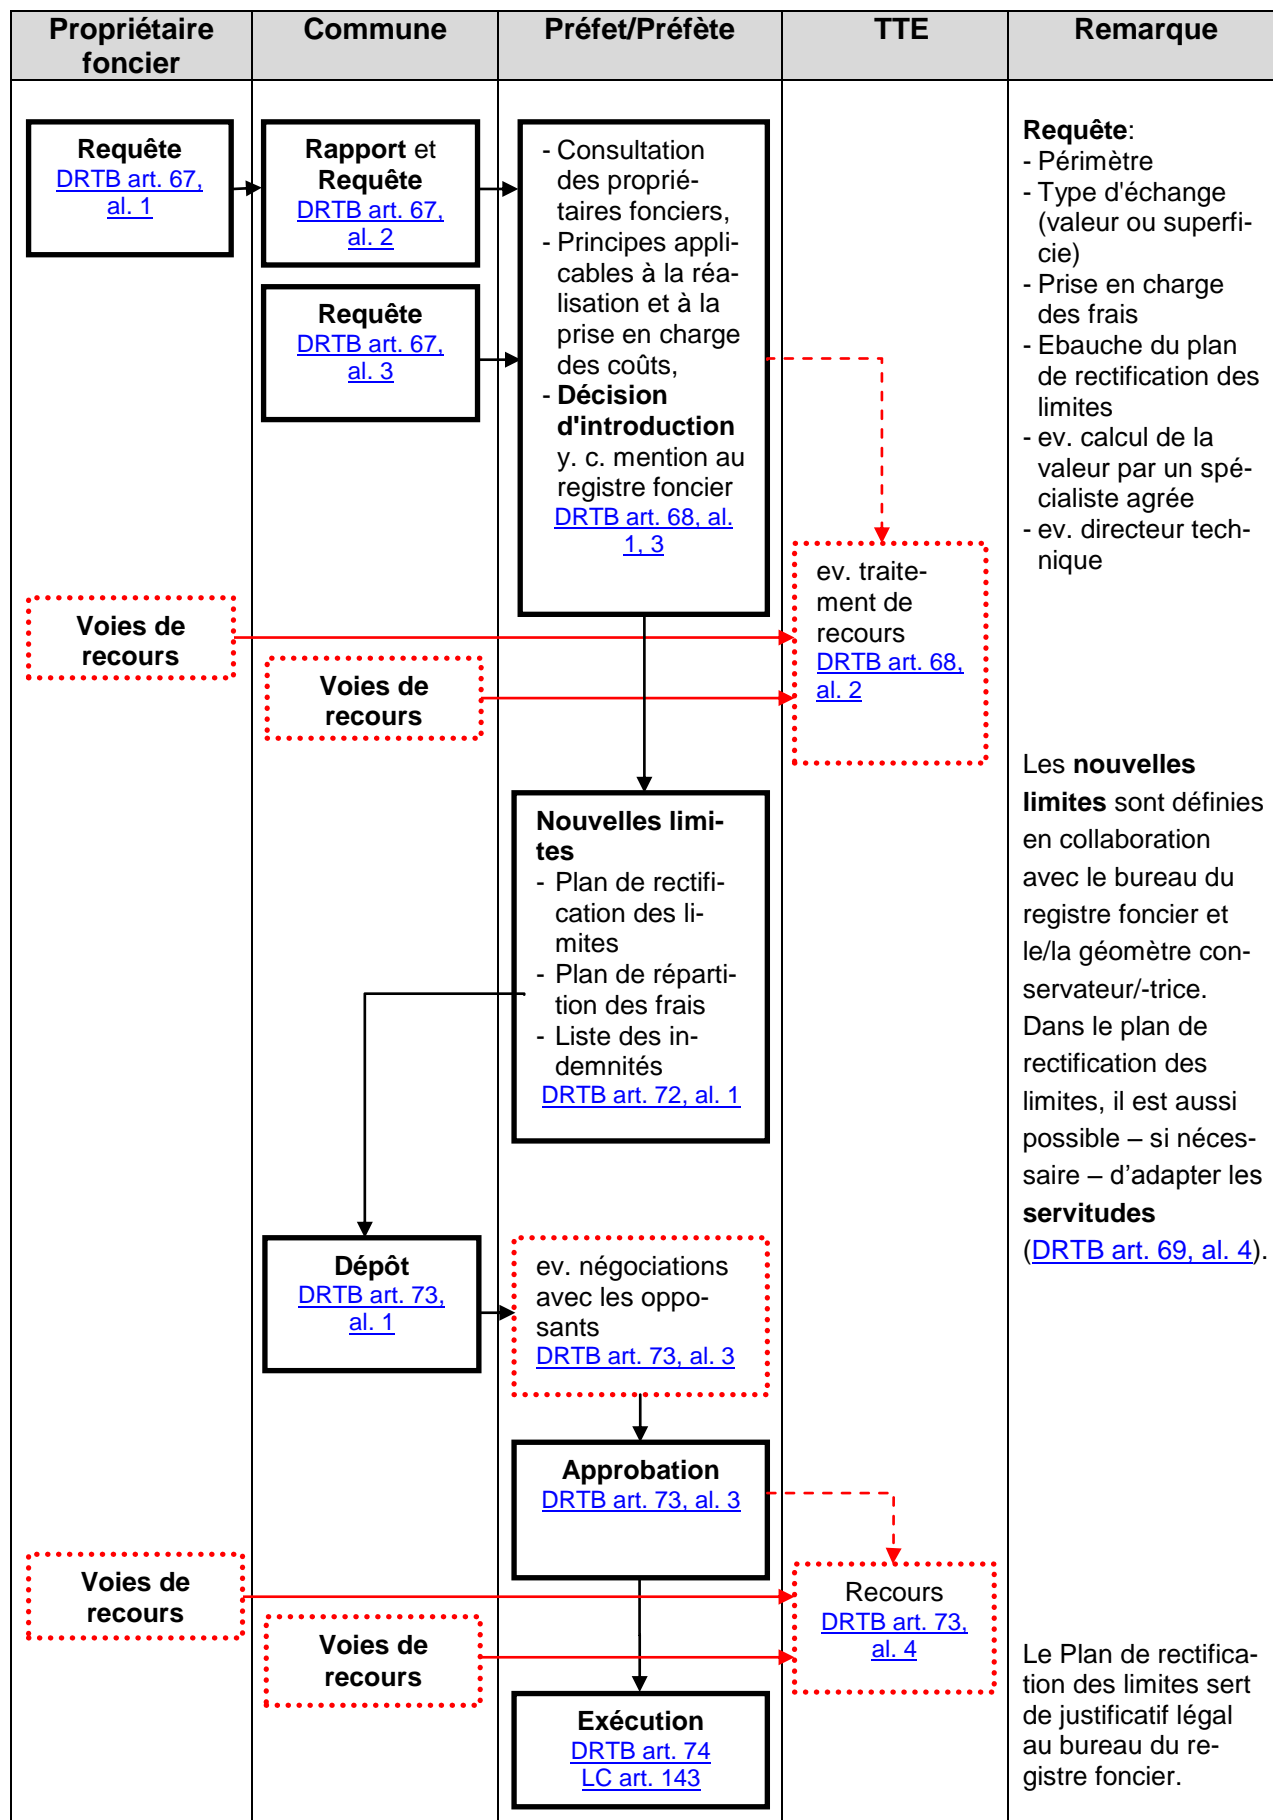 Propriétaire
foncier
Commune
Préfet/Préfète
TTE
Remarque
Requête
DRTB art. 67,
al. 1
Rapport et
Requête
DRTB art. 67,
al. 2
Requête
DRTB art. 67,
al. 3
- Consultation
des proprié-
taires fonciers,
- Principes appli-
cables à la réa-
lisation et à la
prise en charge
des coûts,
- Décision
d'introduction
y. c. mention au
registre foncier
DRTB art. 68, al.
1, 3
Requête:
- Périmètre
- Type d'échange
(valeur ou superfi-
cie)
- Prise en charge
des frais
- Ebauche du plan
de rectification des
limites
- ev. calcul de la
valeur par un spé-
cialiste agrée
- ev. directeur tech-
nique
ev. traite-
ment de
recours
DRTB art. 68,
al. 2
Voies de
recours
Voies de
recours
Nouvelles limi-
tes
- Plan de rectifi-
cation des li-
mites
- Plan de réparti-
tion des frais
- Liste des in-
demnités
DRTB art. 72, al. 1
Les nouvelles
limites sont définies
en collaboration
avec le bureau du
registre foncier et
le/la géomètre con-
servateur/-trice.
Dans le plan de
rectification des
limites, il est aussi
possible – si néces-
saire – d’adapter les
servitudes
(DRTB art. 69, al. 4).
Dépôt
DRTB art. 73,
al. 1
ev. négociations
avec les oppo-
sants
DRTB art. 73, al. 3
Approbation
DRTB art. 73, al. 3
Voies de
recours
Voies de
recours
Recours
DRTB art. 73,
al. 4
Exécution
DRTB art. 74
LC art. 143
Le Plan de rectifica-
tion des limites sert
de justificatif légal
au bureau du re-
gistre foncier.